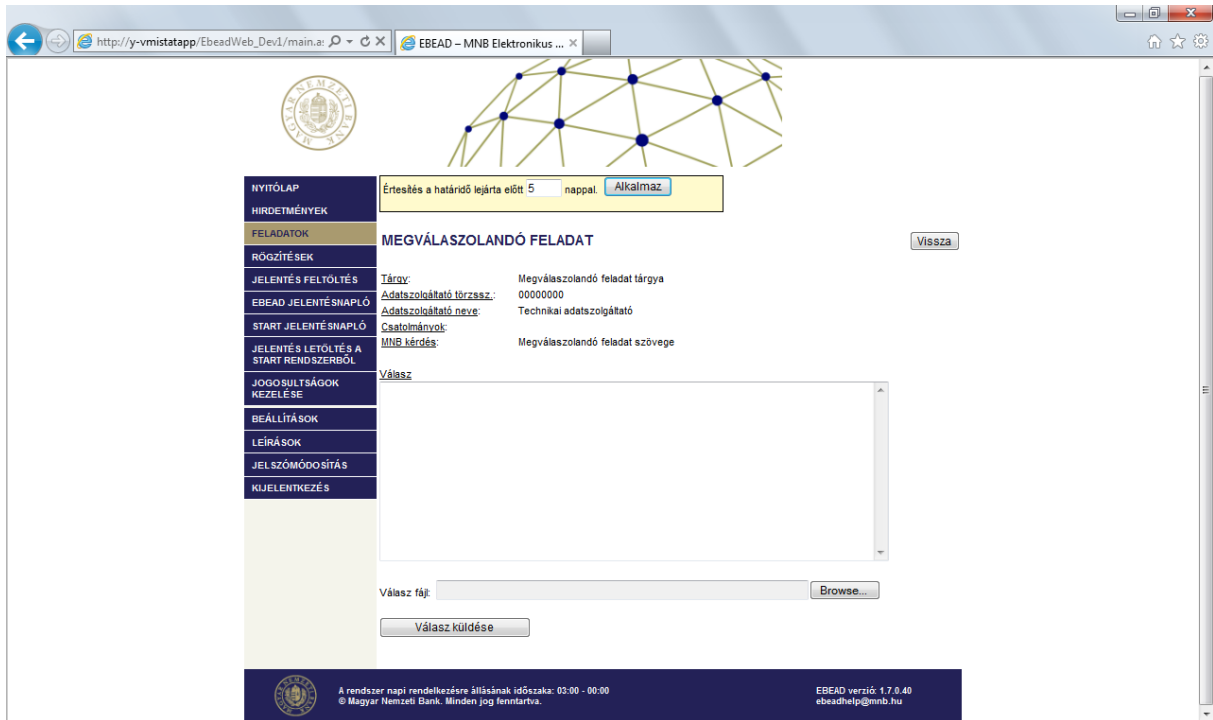 http://y-vmistatapp/EbeadWeb_Dev1/main.a:
EBEAD – MNB Elektronikus ...
MAGYAR NEMZETI BANK
NYITÓLAP
HIRDETMÉNYEK
FELADATOK
RÖGZÍTÉSEK
JELENTÉS FELTÖLTÉS
EBEAD JELENTÉSNAPLÓ
START JELENTÉSNAPLÓ
JELENTÉS LETÖLTÉS A
START RENDSZERBŐL
JOGOSULTSÁGOK
KEZELÉSE
BEÁLLÍTÁSOK
LEÍRÁSOK
JELSZÓMÓDOSÍTÁS
KIJELENTKEZÉS
Értesítés a határidő lejárta előtt 5 nappal. Alkalmaz
MEGVÁLASZOLANDÓ FELADAT
Vissza
Tárgy: Megválaszolandó feladat tárgya
Adatszolgáltató törzssz.: 00000000
Adatszolgáltató neve: Technikai adatszolgáltató
Csatolmányok:
MNB kérdés: Megválaszolandó feladat szövege
Válasz
Válasz fájl: Browse...
Válasz küldése
A rendszer napi rendelkezésre állásának időszaka: 03:00 - 00:00
© Magyar Nemzeti Bank. Minden jog fenntartva.
EBEAD verzió: 1.7.0.40
ebeadhelp@mnb.hu